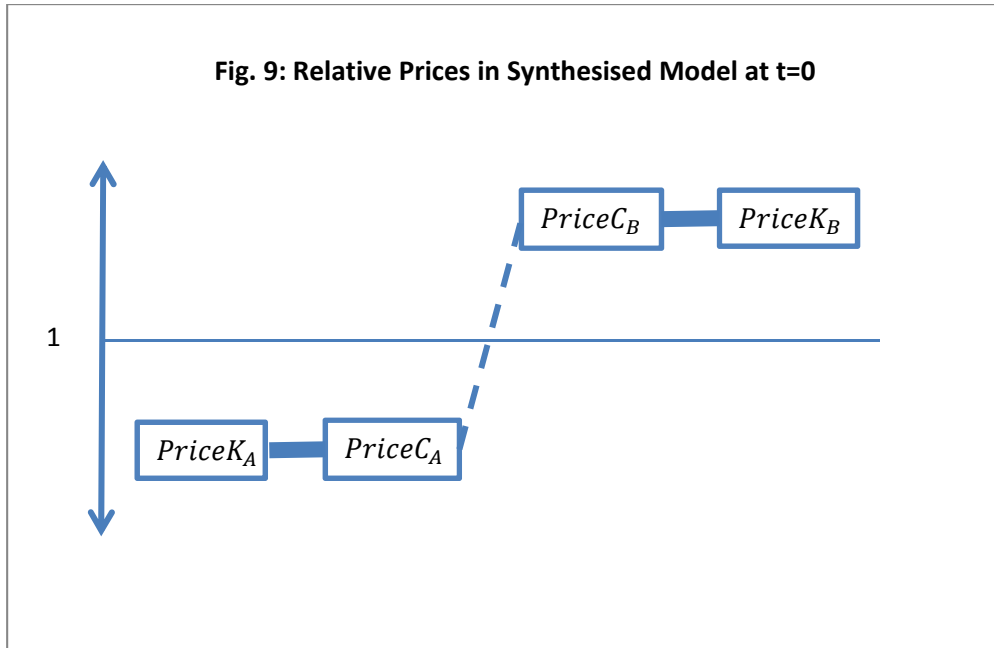 Fig. 9: Relative Prices in Synthesised Model at t=0
PriceC_B PriceK_B
1
PriceK_A PriceC_A